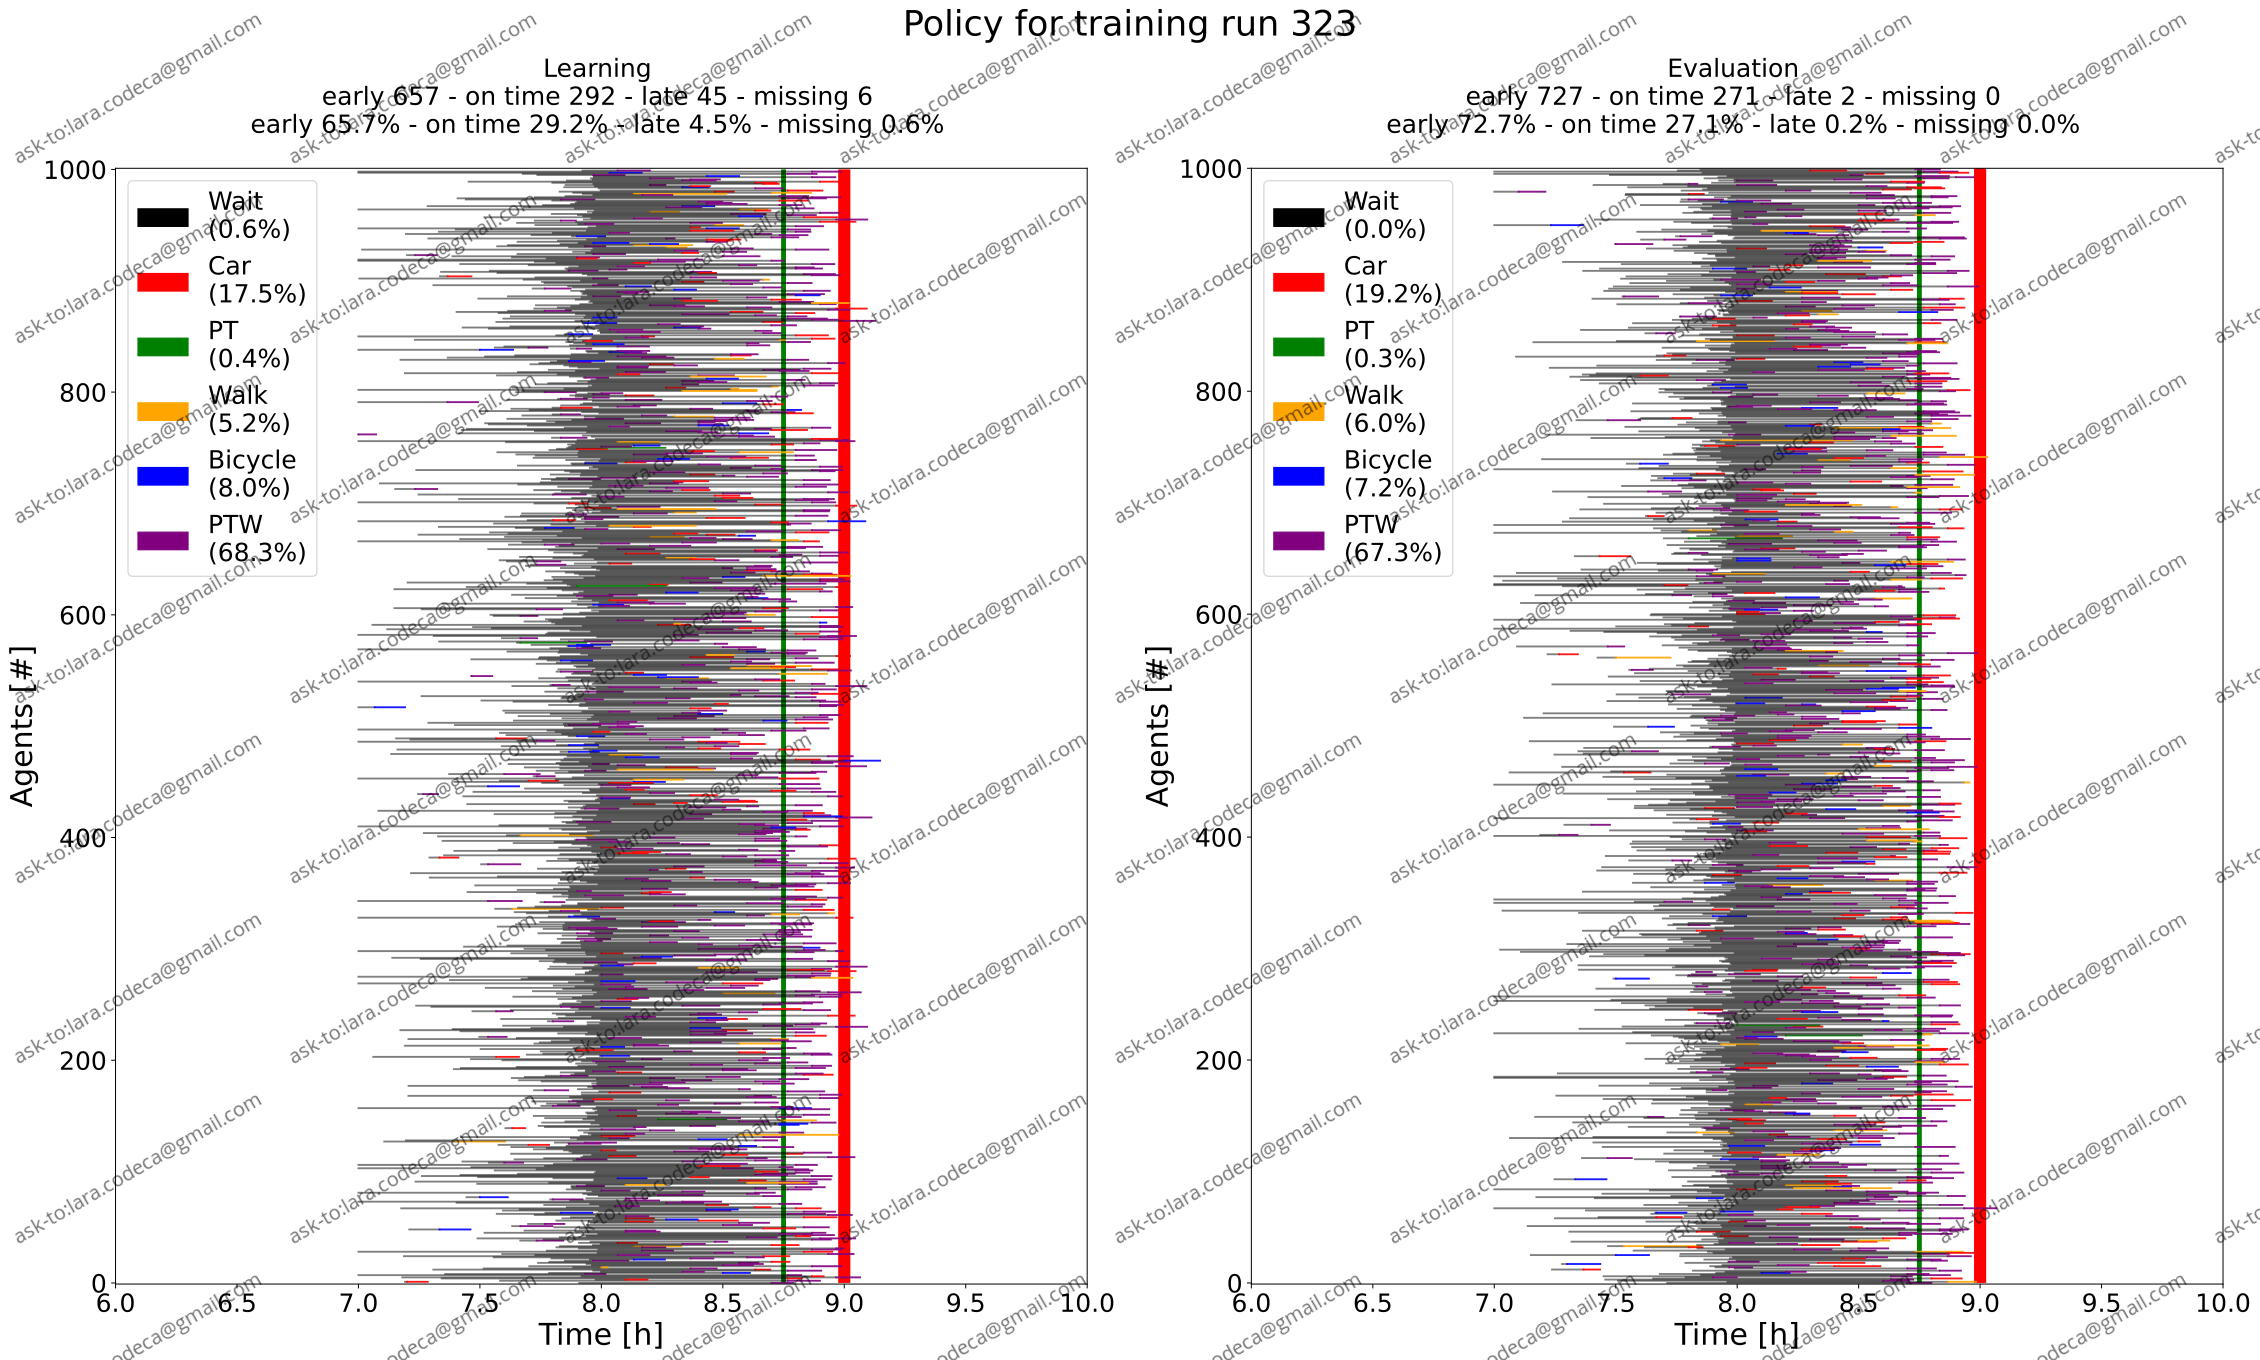 Policy for training run 323
Learning
early 657 - on time 292 - late 45 - missing 6
early 65.7% - on time 29.2% - late 4.5% - missing 0.6%
1000
800
600
400
200
0
Agents [#]
Wait
(0.6%)
Car
(17.5%)
PT
(0.4%)
Walk
(5.2%)
Bicycle
(8.0%)
PTW
(68.3%)
6.0 6.5 7.0 7.5 8.0 8.5 9.0 9.5 10.0
Time [h]
Evaluation
early 727 - on time 271 - late 2 - missing 0
early 72.7% - on time 27.1% - late 0.2% - missing 0.0%
1000
800
600
400
200
0
Agents [#]
Wait
(0.0%)
Car
(19.2%)
PT
(0.3%)
Walk
(6.0%)
Bicycle
(7.2%)
PTW
(67.3%)
6.0 6.5 7.0 7.5 8.0 8.5 9.0 9.5 10.0
Time [h]
ask-to:lara.codeca@gmail.com